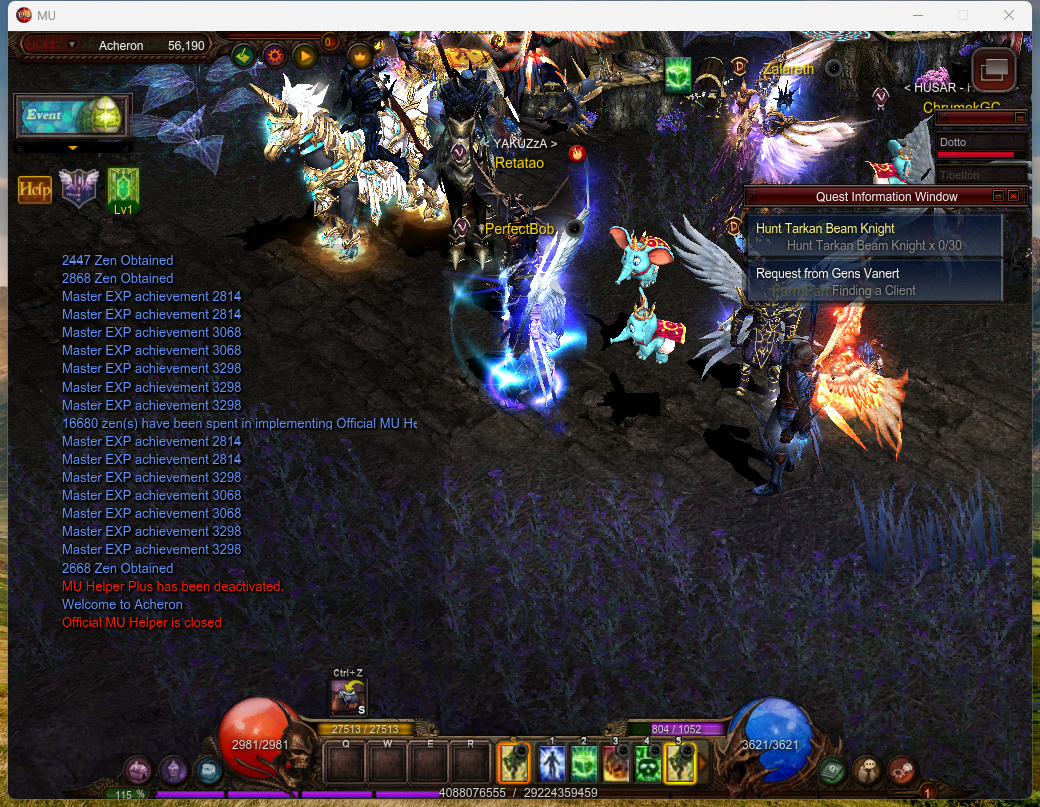 MU
Acheron 56,190
0
Event
Help
Lv1
Zalareth
< HUSAR - 
ChrumekGC
Dotto
Tibetton
< YAKUZzA >
Retatao
PerfectBob
Quest Information Window
Hunt Tarkan Beam Knight
Hunt Tarkan Beam Knight x 0/30
Request from Gens Vanert
Finding a Client
2447 Zen Obtained
2868 Zen Obtained
Master EXP achievement 2814
Master EXP achievement 2814
Master EXP achievement 3068
Master EXP achievement 3068
Master EXP achievement 3298
Master EXP achievement 3298
Master EXP achievement 3298
16680 zen(s) have been spent in implementing Official MU He
Master EXP achievement 2814
Master EXP achievement 2814
Master EXP achievement 3298
Master EXP achievement 3068
Master EXP achievement 3068
Master EXP achievement 3298
Master EXP achievement 3298
2668 Zen Obtained
MU Helper Plus has been deactivated.
Welcome to Acheron
Official MU Helper is closed
Ctrl+Z
S
27513 / 27513
804 / 1052
2981/2981
Q W E R
1 2 3 4 5
3621/3621
115 %
4088076555 / 29224359459
1